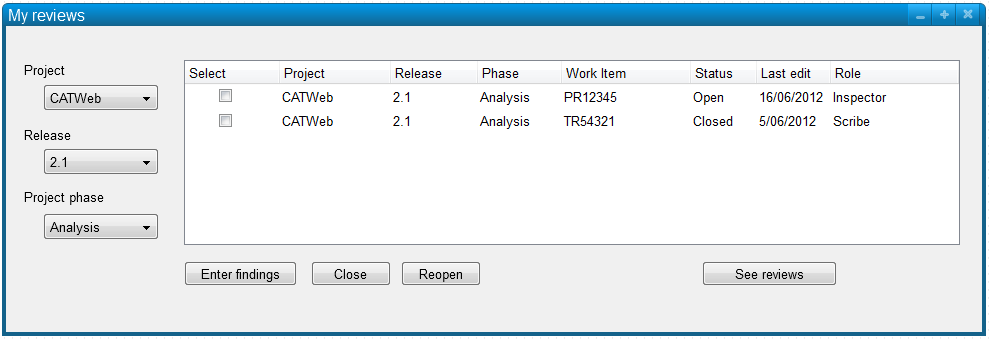 My reviews
Project
CATWeb
Release
2.1
Project phase
Analysis
Select Project Release Phase Work Item Status Last edit Role
CATWeb 2.1 Analysis PR12345 Open 16/06/2012 Inspector
CATWeb 2.1 Analysis TR54321 Closed 5/06/2012 Scribe
Enter findings Close Reopen See reviews